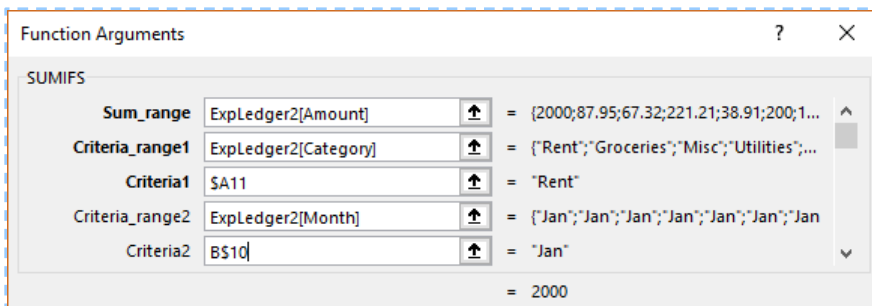 Function Arguments ? ×
SUMIFS
Sum_range ExpLedger2[Amount] = {2000;87.95;67.32;221.21;38.91;200;1...
Criteria_range1 ExpLedger2[Category] = {"Rent";"Groceries";"Misc";"Utilities";...
Criteria1 $A11 = "Rent"
Criteria_range2 ExpLedger2[Month] = {"Jan";"Jan";"Jan";"Jan";"Jan";"Jan";"Jan
Criteria2 B$10 = "Jan"
= 2000